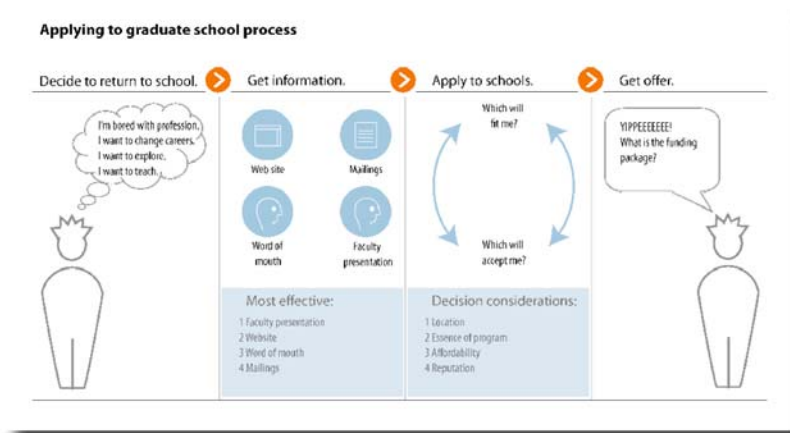 Applying to graduate school process
Decide to return to school.
Get information.
Apply to schools.
Get offer.
I'm bored with profession.
I want to change careers.
I want to explore.
I want to teach.
Web site
Mailings
Word of
mouth
Faculty
presentation
Most effective:
1 Faculty presentation
2 Website
3 Word of mouth
4 Mailings
Which will
fit me?
Which will
accept me?
Decision considerations:
1 Location
2 Essence of program
3 Affordability
4 Reputation
YIPPEEEEEEE!
What is the funding
package?